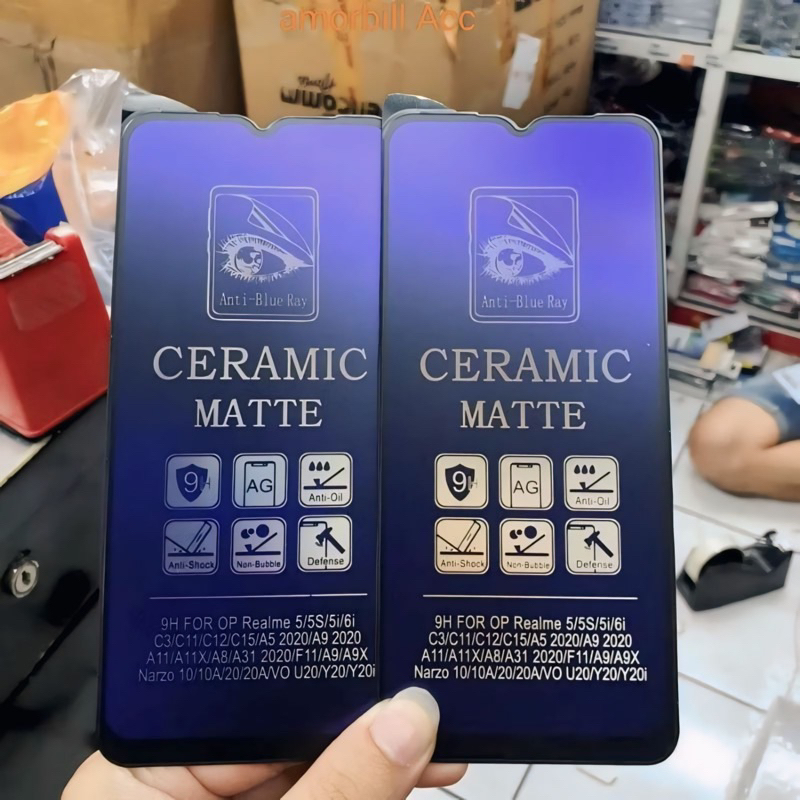 amorbill Acc
Anti-Blue Ray
CERAMIC
MATTE
9H
AG
Anti-Oil
Anti-Shock
Non-Bubble
Defense
9H FOR OP Realme 5/5S/5i/6i
C3/C11/C12/C15/A5 2020/A9 2020
A11/A11X/A8/A31 2020/F11/A9/A9X
Narzo 10/10A/20/20A/VO U20/Y20/Y20i
Anti-Blue Ray
CERAMIC
MATTE
9H
AG
Anti-Oil
Anti-Shock
Non-Bubble
Defense
9H FOR OP Realme 5/5S/5i/6i
C3/C11/C12/C15/A5 2020/A9 2020
A11/A11X/A8/A31 2020/F11/A9/A9X
Narzo 10/10A/20/20A/VO U20/Y20/Y20i